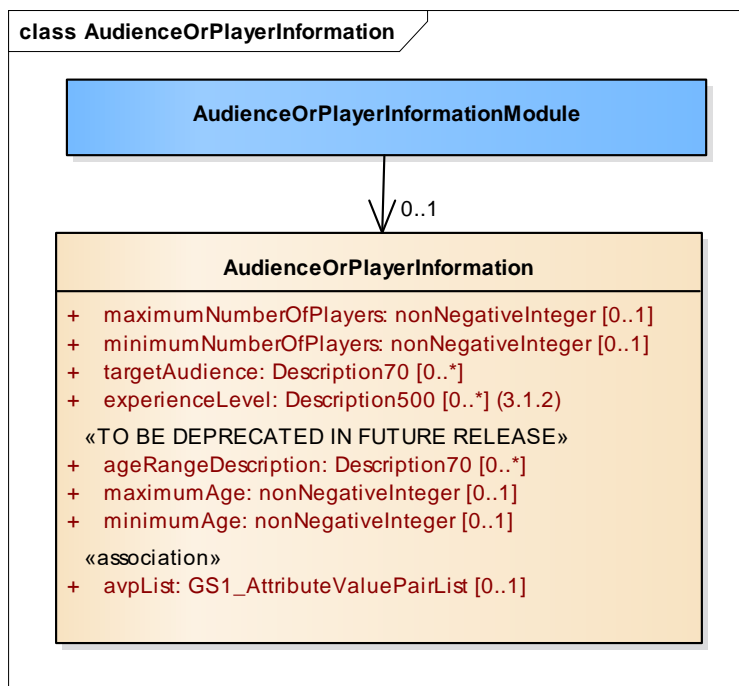 class AudienceOrPlayerInformation
AudienceOrPlayerInformationModule
0..1
AudienceOrPlayerInformation
+ maximumNumberOfPlayers: nonNegativeInteger [0..1]
+ minimumNumberOfPlayers: nonNegativeInteger [0..1]
+ targetAudience: Description70 [0..*]
+ experienceLevel: Description500 [0..*] (3.1.2)
«TO BE DEPRECATED IN FUTURE RELEASE»
+ ageRangeDescription: Description70 [0..*]
+ maximumAge: nonNegativeInteger [0..1]
+ minimumAge: nonNegativeInteger [0..1]
«association»
+ avpList: GS1_AttributeValuePairList [0..1]